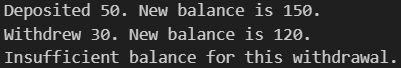 Deposited 50. New balance is 150.
Withdrew 30. New balance is 120.
Insufficient balance for this withdrawal.